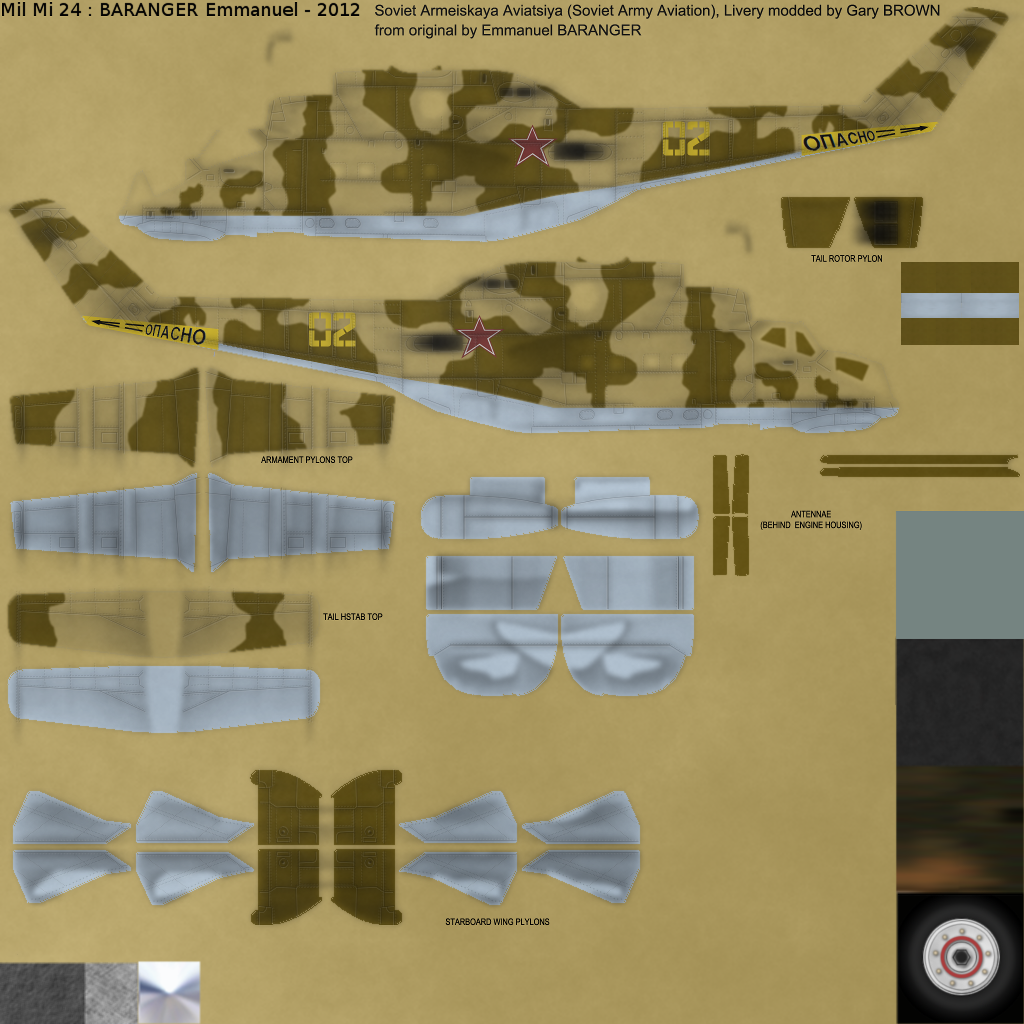 Mil Mi 24 : BARANGER Emmanuel - 2012
Soviet Armeiskaya Aviatsiya (Soviet Army Aviation), Livery modded by Gary BROWN
from original by Emmanuel BARANGER
02
ОПАСНО
TAIL ROTOR PYLON
02
ОПАСНО
ARMAMENT PYLONS TOP
ANTENNAE
(BEHIND ENGINE HOUSING)
TAIL HSTAB TOP
STARBOARD WING PLYLONS